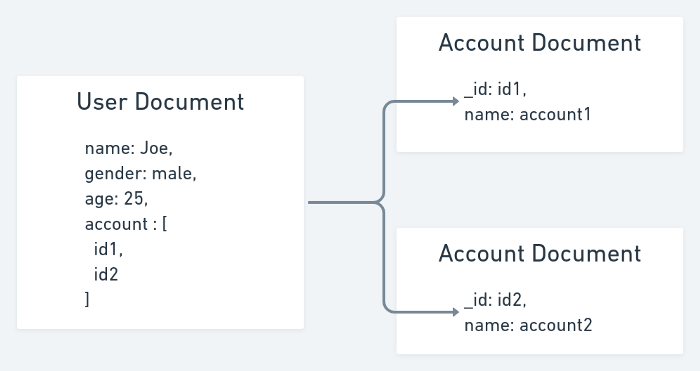 User Document
name: Joe,
gender: male,
age: 25,
account : [
id1,
id2
]
Account Document
_id: id1,
name: account1
Account Document
_id: id2,
name: account2